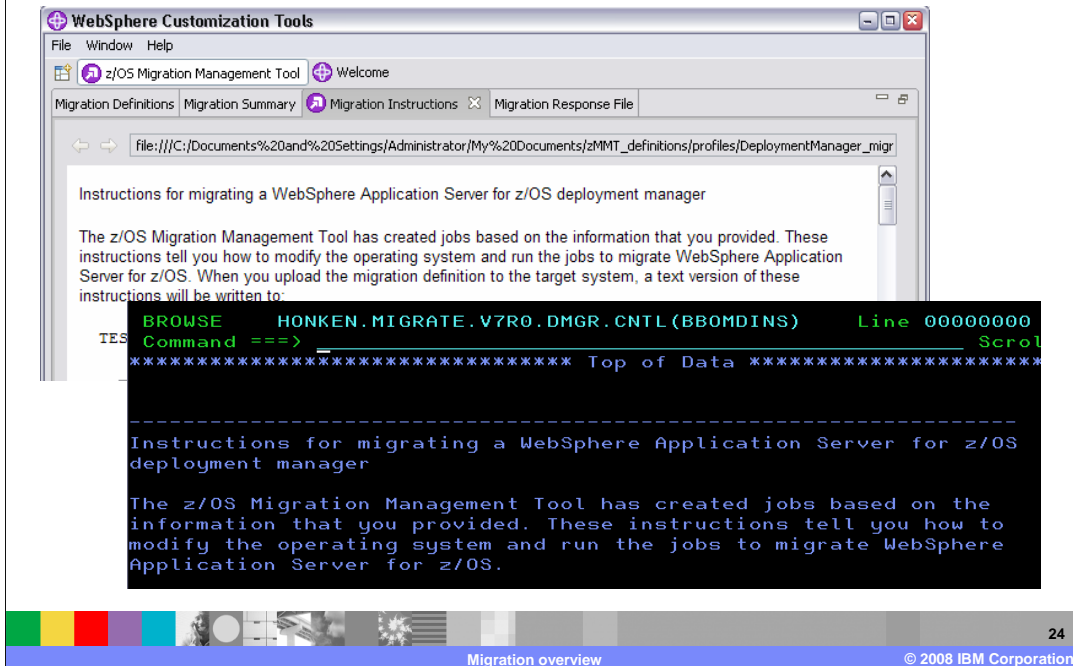 WebSphere Customization Tools
File Window Help
z/OS Migration Management Tool Welcome
Migration Definitions Migration Summary Migration Instructions Migration Response File
file:///C:/Documents%20and%20Settings/Administrator/My%20Documents/zMMT_definitions/profiles/DeploymentManager_migr
Instructions for migrating a WebSphere Application Server for z/OS deployment manager
The z/OS Migration Management Tool has created jobs based on the information that you provided. These
instructions tell you how to modify the operating system and run the jobs to migrate WebSphere Application
Server for z/OS. When you upload the migration definition to the target system, a text version of these
instructions will be written to:
TES
BROWSE HONKEN.MIGRATE.V7R0.DMGR.CNTL(BBOMDINS) Line 00000000
Command ===> Scrol
********************************* Top of Data **********************
-------------------------------------------------------------------
Instructions for migrating a WebSphere Application Server for z/OS
deployment manager
The z/OS Migration Management Tool has created jobs based on the
information that you provided. These instructions tell you how to
modify the operating system and run the jobs to migrate WebSphere
Application Server for z/OS.
24
Migration overview © 2008 IBM Corporation